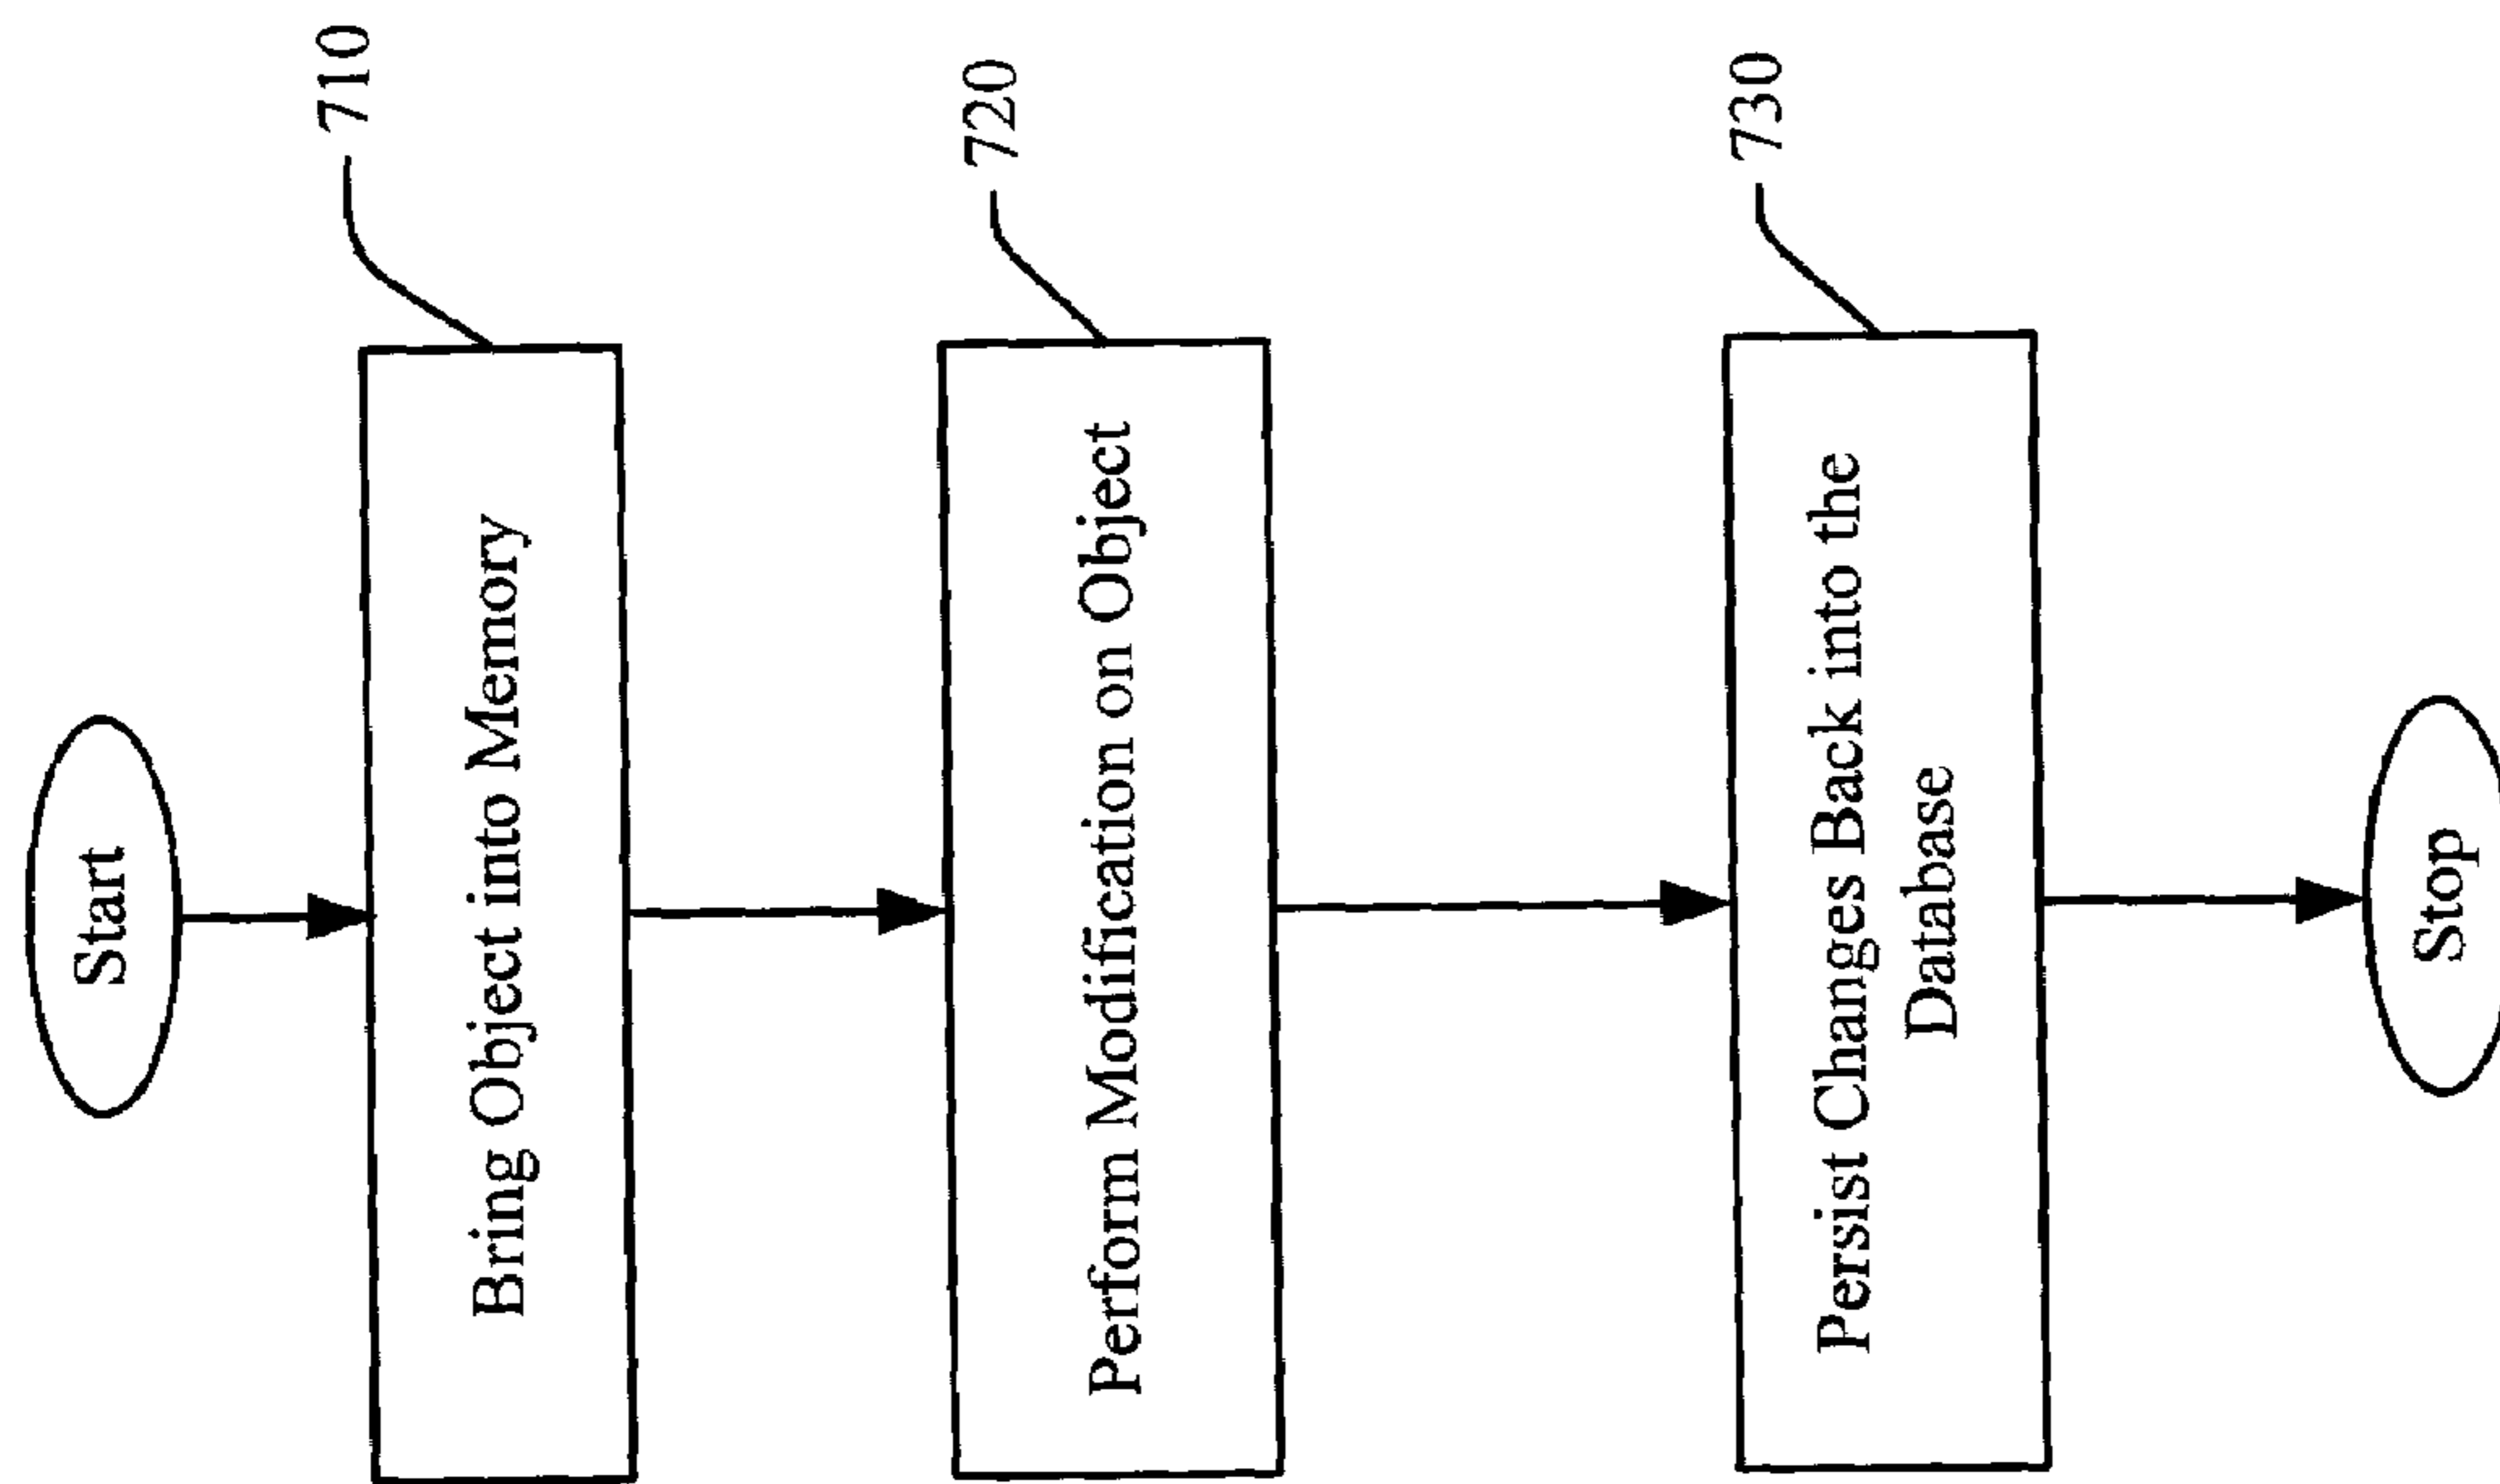 Start
710
Bring Object into Memory
720
Perform Modification on Object
730
Persist Changes Back into the
Database
Stop